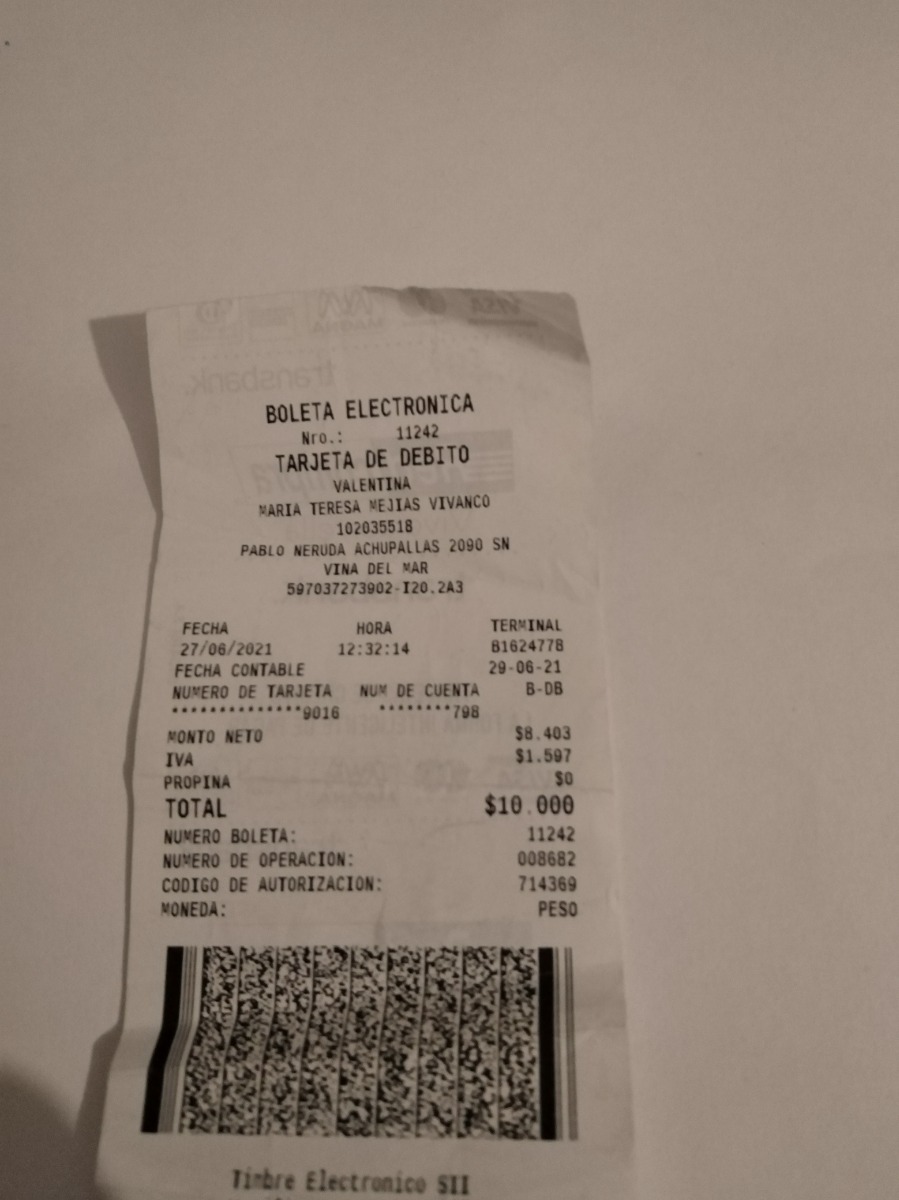 BOLETA ELECTRONICA
Nro.: 11242
TARJETA DE DEBITO
VALENTINA
MARIA TERESA MEJIAS VIVANCO
102035518
PABLO NERUDA ACHUPALLAS 2090 SN
VINA DEL MAR
597037273902-I20.2A3
FECHA HORA TERMINAL
27/06/2021 12:32:14 B1624778
FECHA CONTABLE 29-06-21
NUMERO DE TARJETA NUM DE CUENTA B-DB
**************9016 ********798
MONTO NETO $8.403
IVA $1.597
PROPINA $0
TOTAL $10.000
NUMERO BOLETA: 11242
NUMERO DE OPERACION: 008682
CODIGO DE AUTORIZACION: 714369
MONEDA: PESO
Timbre Electronico SII